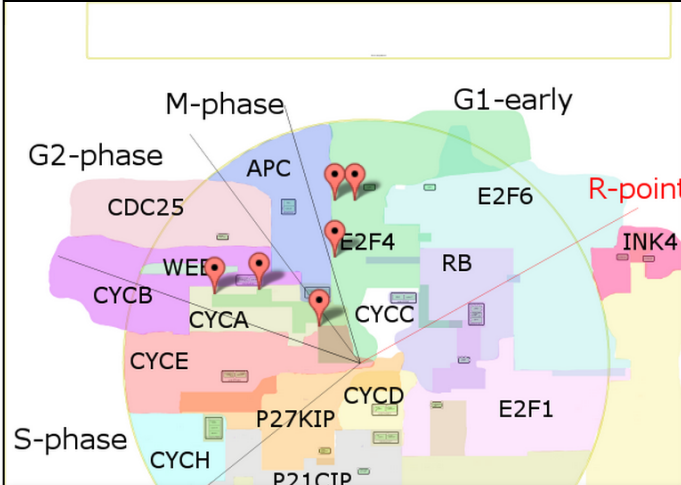 G1-early
M-phase
G2-phase
APC
R-point
E2F6
CDC25
E2F4
INK4
RB
WEE
CYCB
CYCA
CYCC
CYCE
CYCD
E2F1
P27KIP
S-phase
CYCH
P21CIP